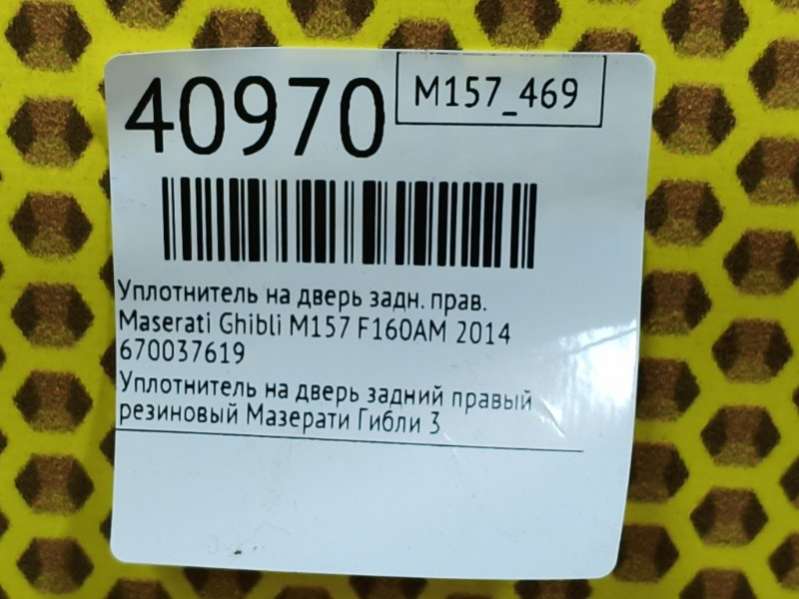 40970
M157_469
Уплотнитель на дверь задн. прав.
Maserati Ghibli M157 F160AM 2014
670037619
Уплотнитель на дверь задний правый
резиновый Мазерати Гибли 3